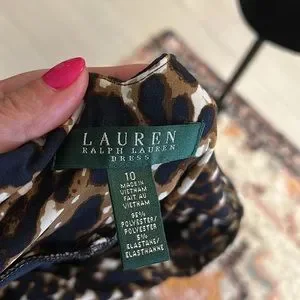 LAUREN
RALPH LAUREN
DRESS
10
MADE IN
VIETNAM
FAIT AU
VIETNAM
95%
POLYESTER/
POLYESTER
5%
ELASTANE/
ELASTHANNE